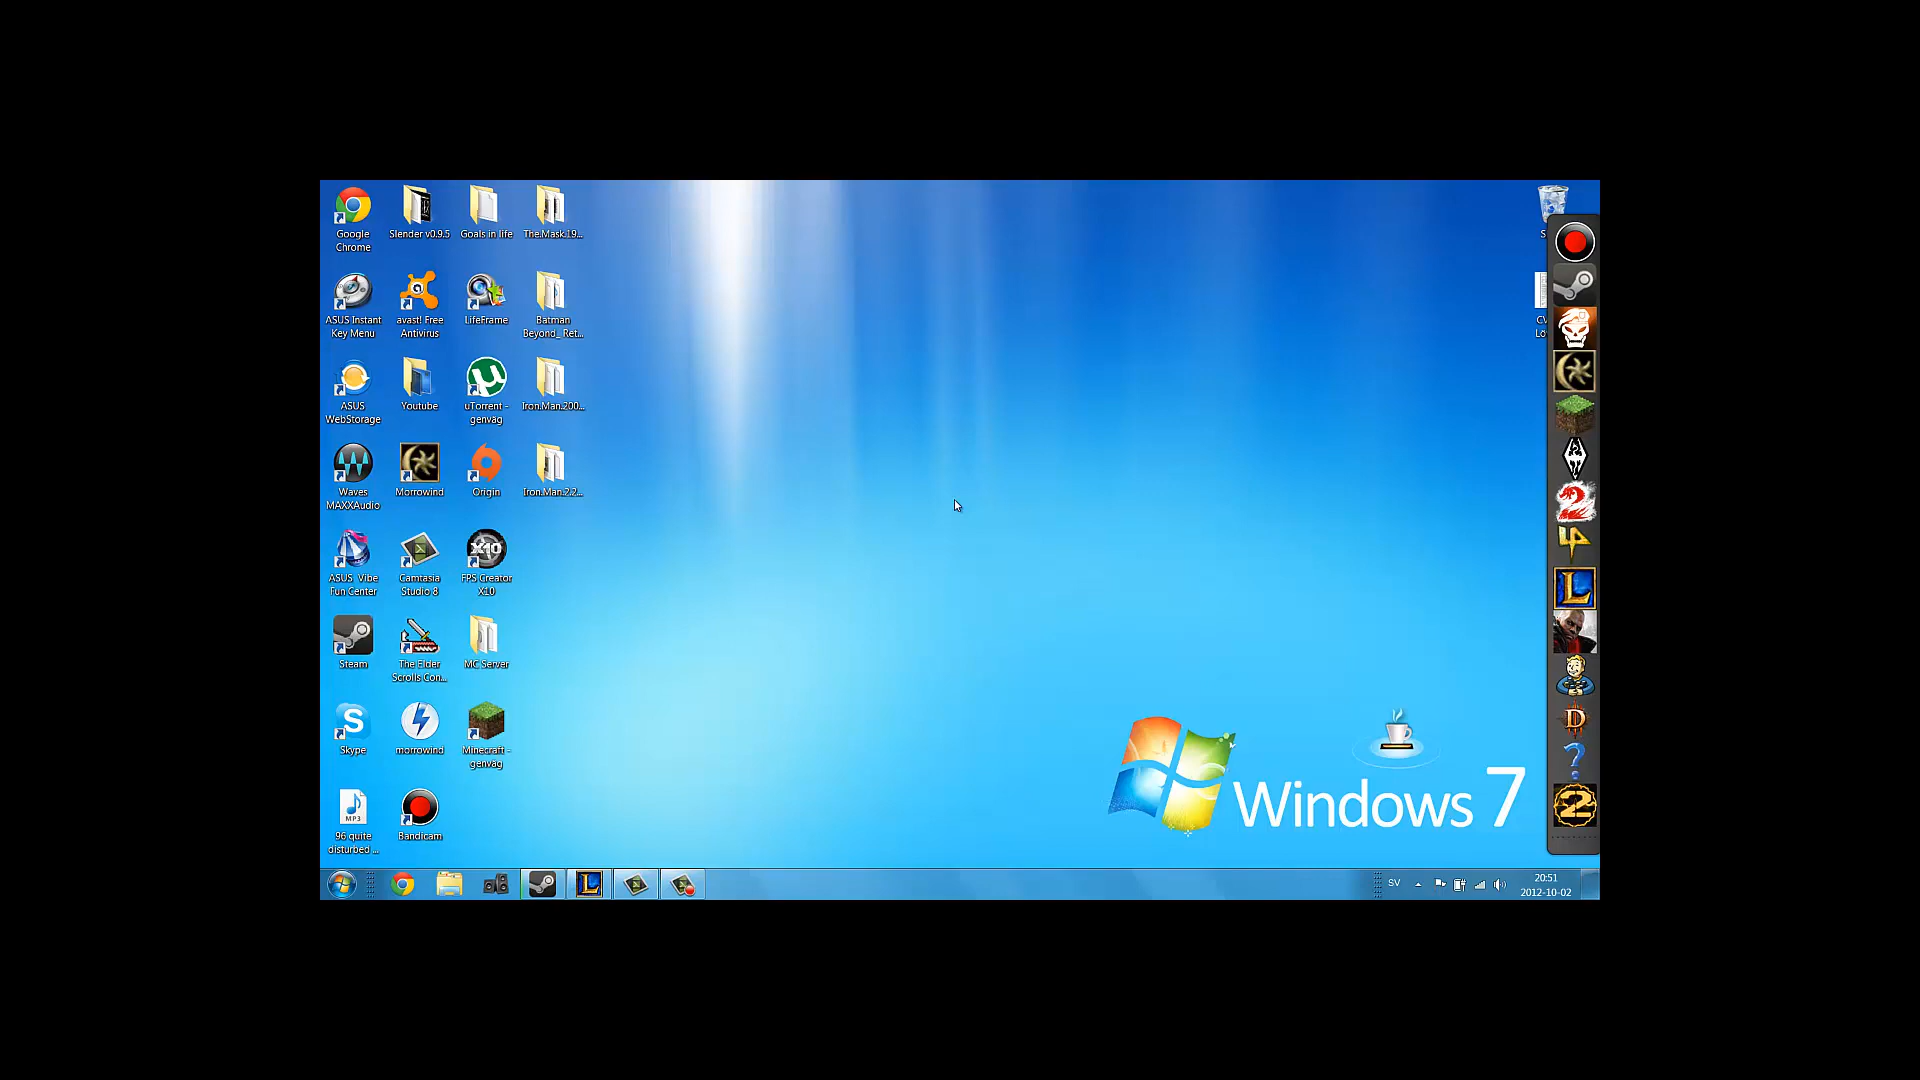 Google
Chrome
Slender v0.9.5
Goals in life
The.Mask.19...
ASUS Instant
Key Menu
avast! Free
Antivirus
LifeFrame
Batman
Beyond_ Ret...
ASUS
WebStorage
Youtube
uTorrent -
genväg
Iron.Man.200...
Waves
MAXXAudio
Morrowind
Origin
Iron.Man.2.2...
ASUS Vibe
Fun Center
Camtasia
Studio 8
X10
FPS Creator
X10
Steam
The Elder
Scrolls Con...
MC Server
Skype
morrowind
Minecraft -
genväg
MP3
96 quite
disturbed ...
Bandicam
Windows 7
SV
20:51
2012-10-02